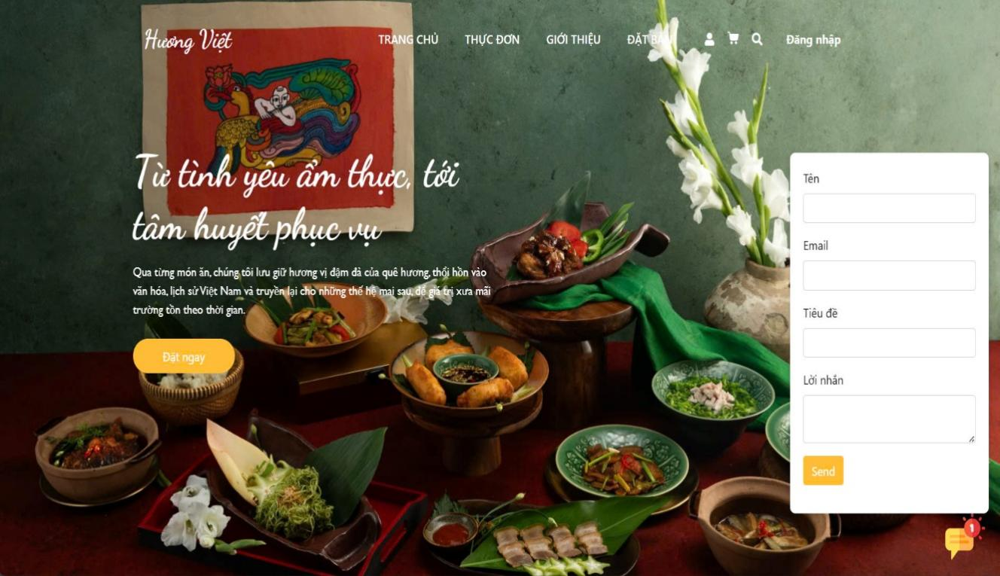 Hương Việt
TRANG CHỦ
THỰC ĐƠN
GIỚI THIỆU
ĐẶT BÀN
Đăng nhập
Từ tình yêu ẩm thực, tới
tâm huyết phục vụ
Qua từng món ăn, chúng tôi lưu giữ hương vị đậm đà của quê hương, thổi hồn vào
văn hóa, lịch sử Việt Nam và truyền lại cho những thế hệ mai sau, để giá trị xưa mãi
trường tồn theo thời gian.
Đặt ngay
Tên
Email
Tiêu đề
Lời nhắn
Send
1